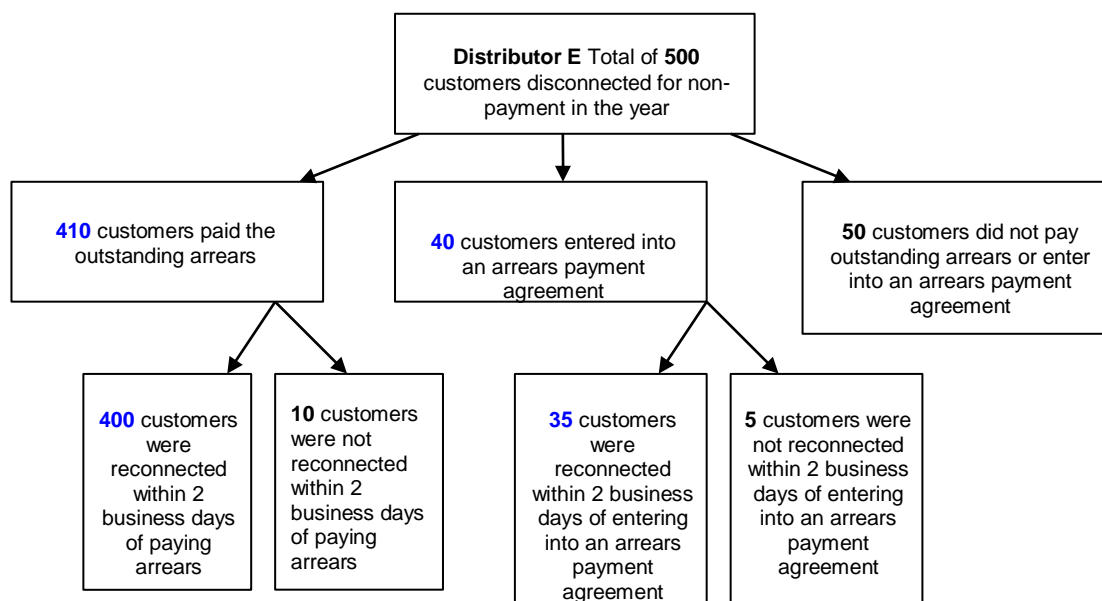 Distributor E Total of 500
customers disconnected for non-
payment in the year
410 customers paid the
outstanding arrears
40 customers entered into
an arrears payment
agreement
50 customers did not pay
outstanding arrears or enter
into an arrears payment
agreement
400 customers
were
reconnected
within 2
business days
of paying
arrears
10 customers
were not
reconnected
within 2
business days
of paying
arrears
35 customers
were
reconnected
within 2 business
days of entering
into an arrears
payment
agreement
5 customers were
not reconnected
within 2 business
days of entering
into an arrears
payment
agreement